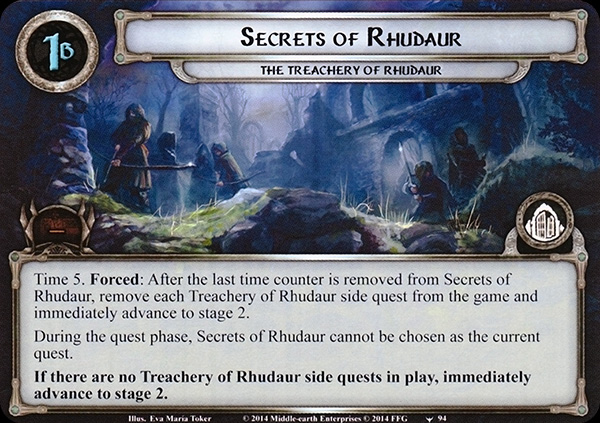 1B
Secrets of Rhudaur
The Treachery of Rhudaur
Time 5. Forced: After the last time counter is removed from Secrets of
Rhudaur, remove each Treachery of Rhudaur side quest from the game and
immediately advance to stage 2.
During the quest phase, Secrets of Rhudaur cannot be chosen as the current
quest.
If there are no Treachery of Rhudaur side quests in play, immediately
advance to stage 2.
Illus. Eva Maria Toker © 2014 Middle-earth Enterprises © 2014 FFG 94